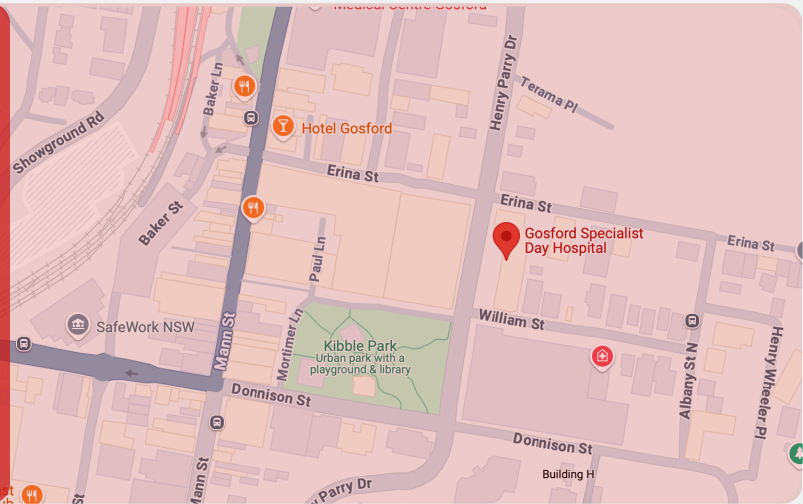 Medical Centre Gosford
Henry Parry Dr
Terama Pl
Baker Ln
Hotel Gosford
Showground Rd
Erina St
Erina St
Erina St
Baker St
Gosford Specialist
Day Hospital
Paul Ln
SafeWork NSW
Mann St
Mortimer Ln
William St
Kibble Park
Urban park with a
playground & library
Albany St N
Henry Wheeler Pl
Donnison St
Donnison St
Building H
Mann St
Parry Dr
St